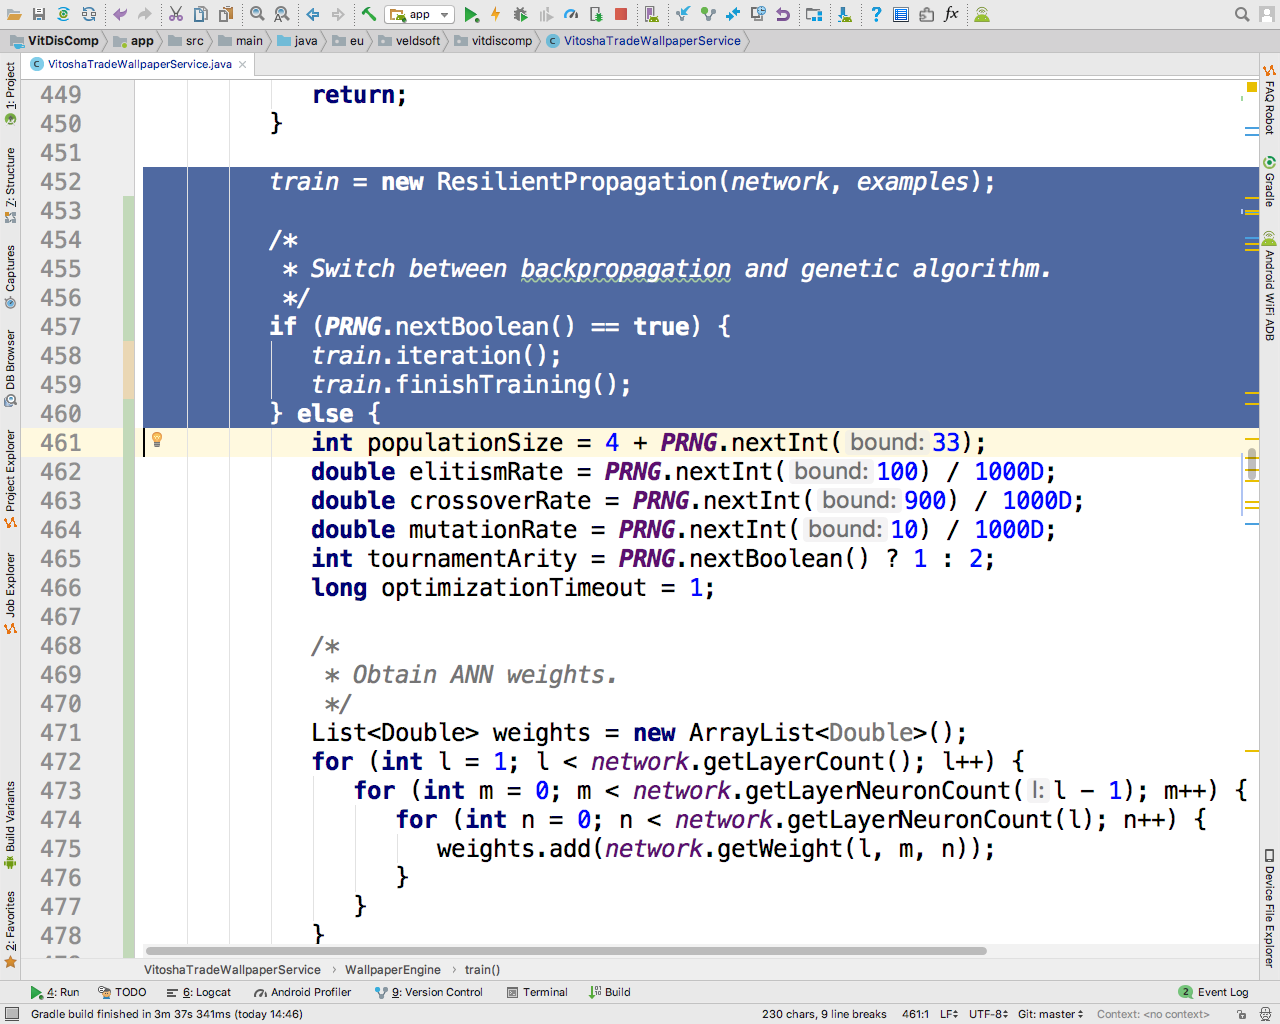 app
VitDisComp app src main java eu veldsoft vitdiscomp VitoshaTradeWallpaperService
VitoshaTradeWallpaperService.java
1: Project
7: Structure
Captures
DB Browser
Project Explorer
Job Explorer
Build Variants
2: Favorites
449 return;
450 }
451
452 train = new ResilientPropagation(network, examples);
453
454 /*
455 * Switch between backpropagation and genetic algorithm.
456 */
457 if (PRNG.nextBoolean() == true) {
458 train.iteration();
459 train.finishTraining();
460 } else {
461 int populationSize = 4 + PRNG.nextInt( bound: 33);
462 double elitismRate = PRNG.nextInt( bound: 100) / 1000D;
463 double crossoverRate = PRNG.nextInt( bound: 900) / 1000D;
464 double mutationRate = PRNG.nextInt( bound: 10) / 1000D;
465 int tournamentArity = PRNG.nextBoolean() ? 1 : 2;
466 long optimizationTimeout = 1;
467
468 /*
469 * Obtain ANN weights.
470 */
471 List<Double> weights = new ArrayList<Double>();
472 for (int l = 1; l < network.getLayerCount(); l++) {
473 for (int m = 0; m < network.getLayerNeuronCount( l: l - 1); m++) {
474 for (int n = 0; n < network.getLayerNeuronCount(l); n++) {
475 weights.add(network.getWeight(l, m, n));
476 }
477 }
478 }
FAQ Robot
Gradle
Android WiFi ADB
Device File Explorer
VitoshaTradeWallpaperService › WallpaperEngine › train()
4: Run TODO 6: Logcat Android Profiler 9: Version Control Terminal Build 2 Event Log
Gradle build finished in 3m 37s 341ms (today 14:46) 230 chars, 9 line breaks 461:1 LF UTF-8 Git: master Context: <no context>